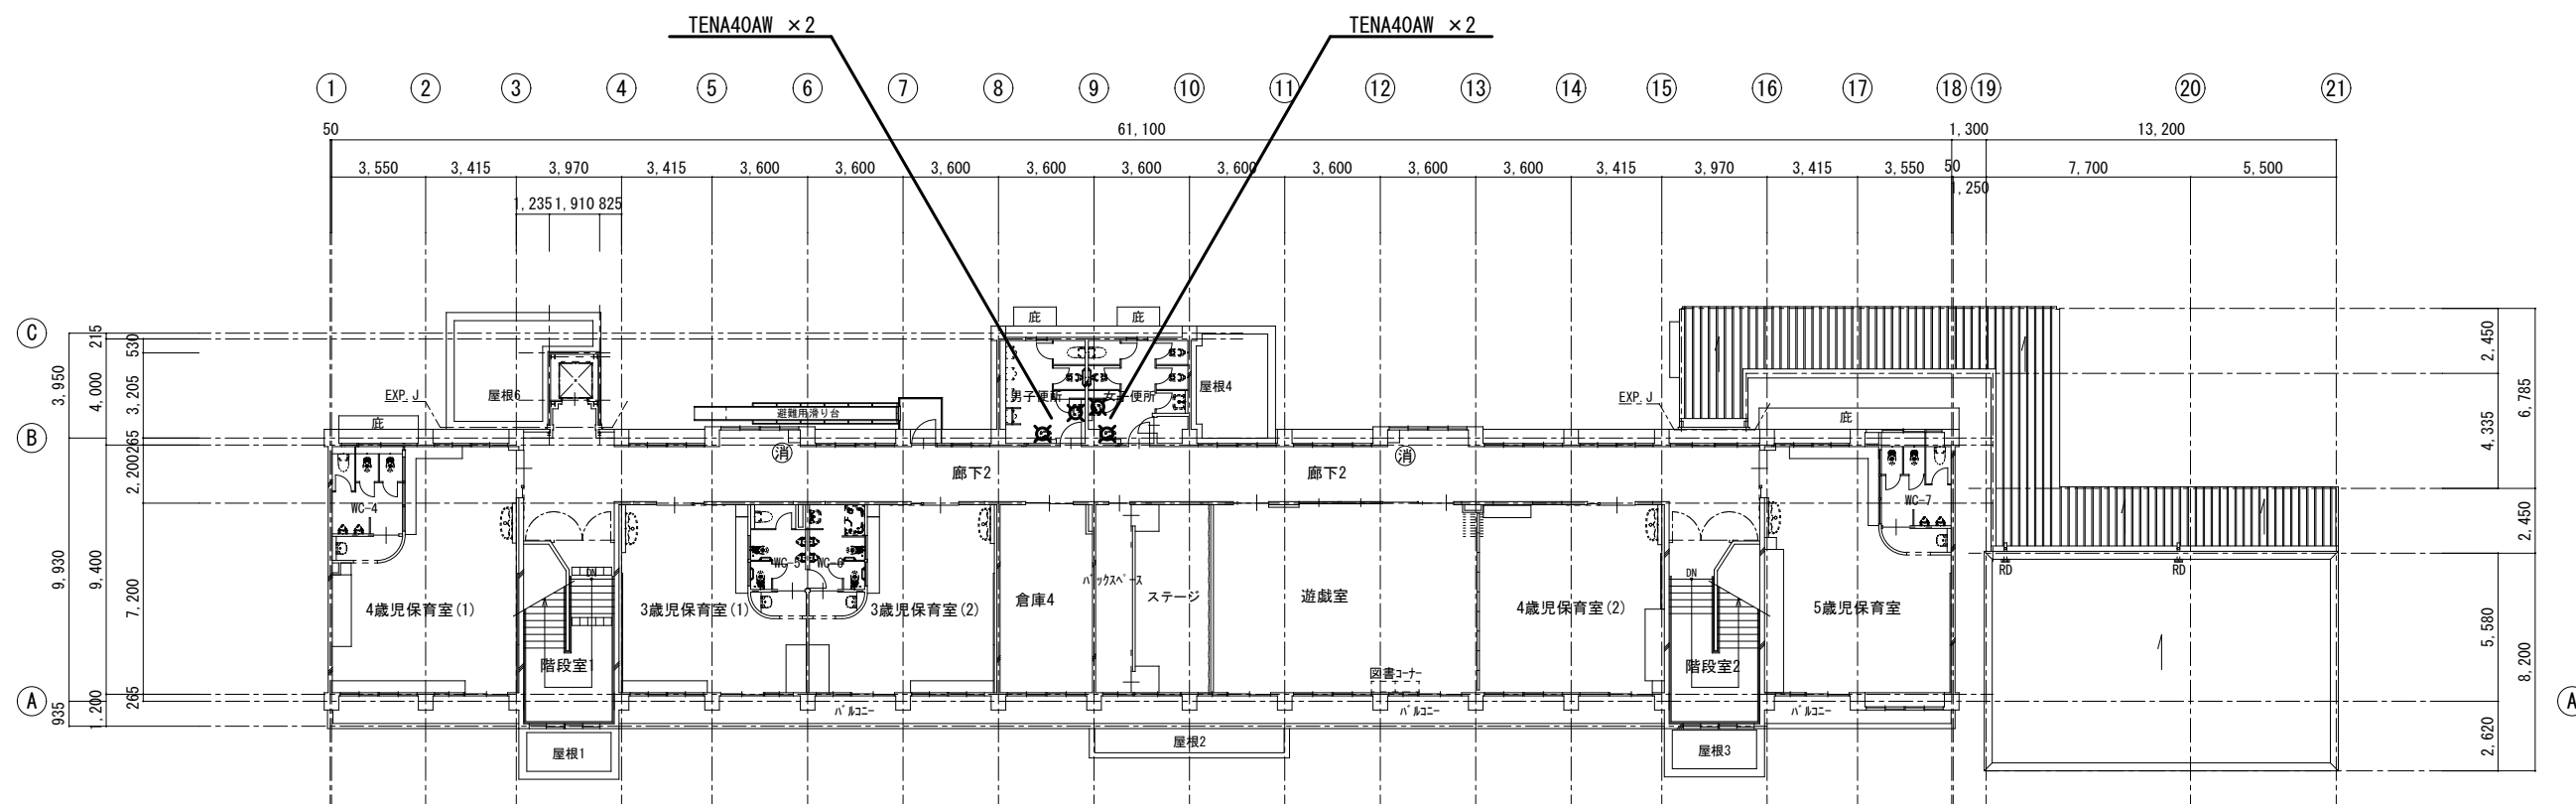 TENA40AW ×2
TENA40AW ×2
1 2 3 4 5 6 7 8 9 10 11 12 13 14 15 16 17 18 19 20 21
50 61,100 1,300 13,200
3,550 3,415 3,970 3,415 3,600 3,600 3,600 3,600 3,600 3,600 3,600 3,600 3,600 3,415 3,970 3,415 3,550 50 7,700 5,500
1,250
1,235 1,910 825
庇 庇
C
215
530
3,950
4,000
3,205
2,450
6,785
4,335
EXP.J
屋根6
避難用滑り台
男子便所
女子便所
屋根4
EXP.J
庇
庇
B
265
2,200
消
消
廊下2
廊下2
WC-4
WC-7
2,450
9,930
9,400
7,200
WC-5
WC-6
DN
DN
RD
RD
バックスペース
4歳児保育室(1)
3歳児保育室(1)
3歳児保育室(2)
倉庫4
ステージ
遊戯室
4歳児保育室(2)
5歳児保育室
5,580
8,200
階段室1
図書コーナー
階段室2
A
265
935
1,200
バルコニー
バルコニー
バルコニー
A
屋根1
屋根2
屋根3
2,620